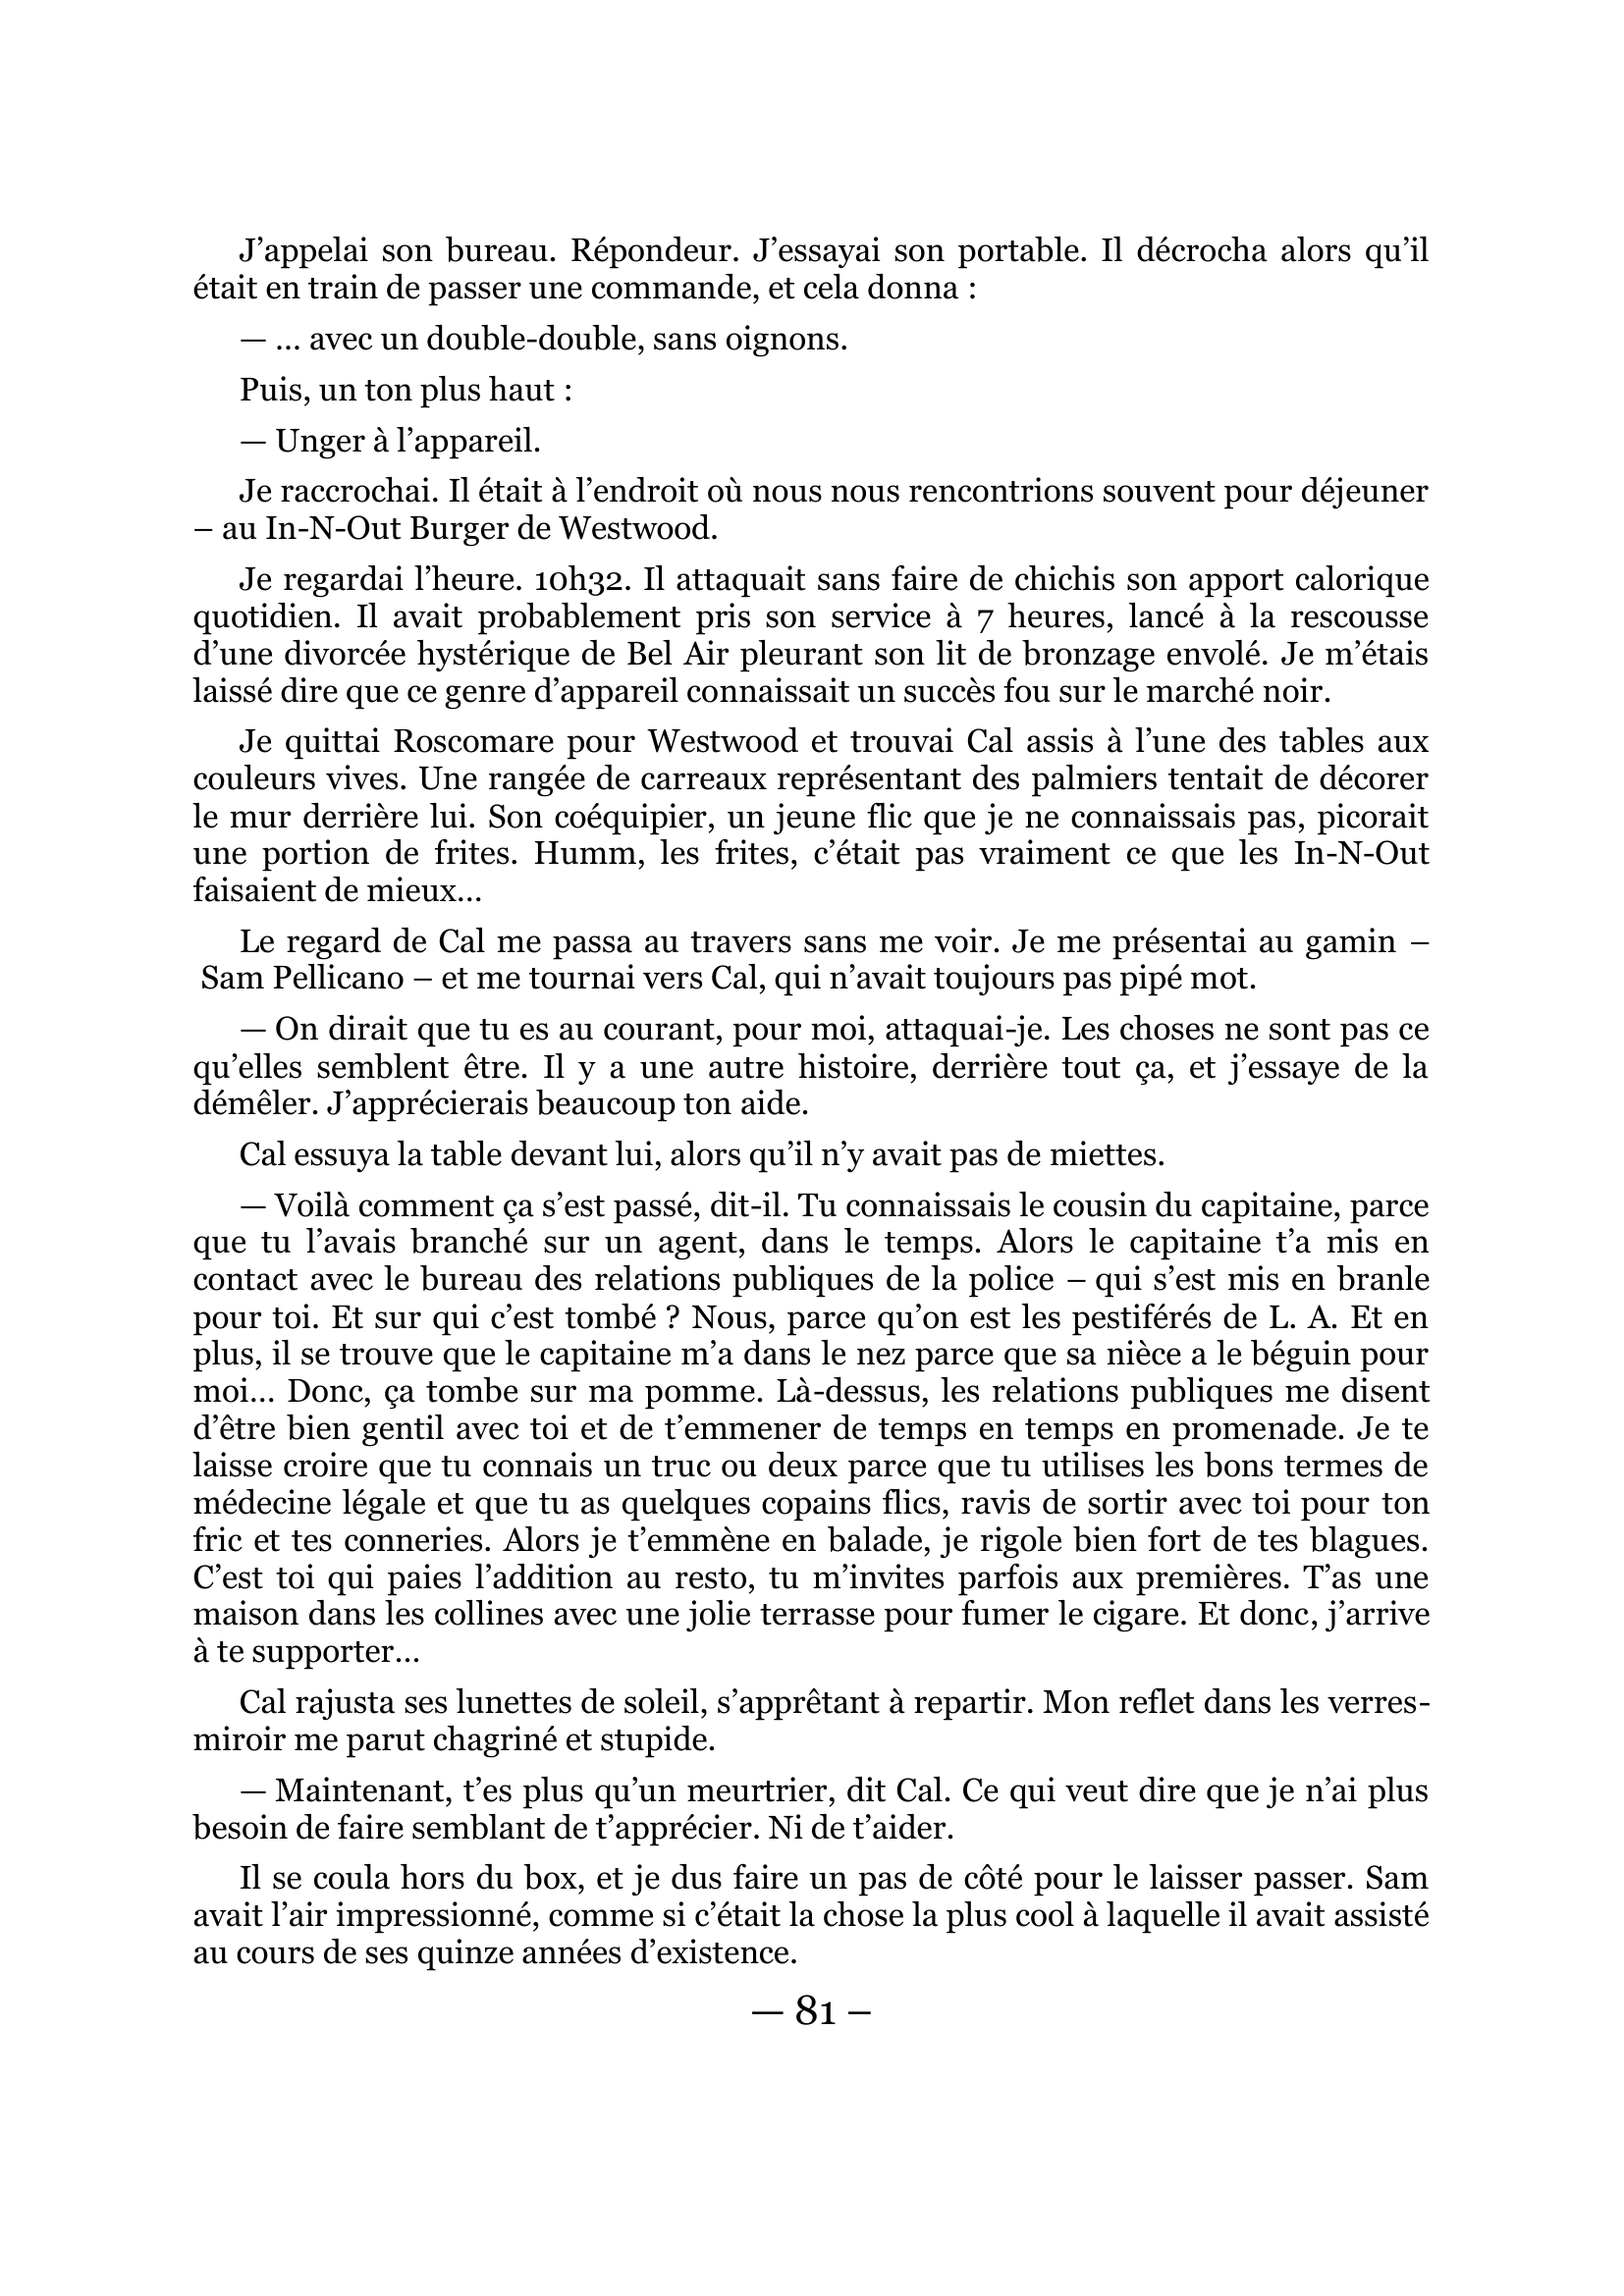 J’appelai son bureau. Répondeur. J’essayai son portable. Il décrocha alors qu’il
était en train de passer une commande, et cela donna :
— … avec un double-double, sans oignons.
Puis, un ton plus haut :
— Unger à l’appareil.
Je raccrochai. Il était à l’endroit où nous nous rencontrions souvent pour déjeuner
– au In-N-Out Burger de Westwood.
Je regardai l’heure. 10h32. Il attaquait sans faire de chichis son apport calorique
quotidien. Il avait probablement pris son service à 7 heures, lancé à la rescousse
d’une divorcée hystérique de Bel Air pleurant son lit de bronzage envolé. Je m’étais
laissé dire que ce genre d’appareil connaissait un succès fou sur le marché noir.
Je quittai Roscomare pour Westwood et trouvai Cal assis à l’une des tables aux
couleurs vives. Une rangée de carreaux représentant des palmiers tentait de décorer
le mur derrière lui. Son coéquipier, un jeune flic que je ne connaissais pas, picorait
une portion de frites. Humm, les frites, c’était pas vraiment ce que les In-N-Out
faisaient de mieux…
Le regard de Cal me passa au travers sans me voir. Je me présentai au gamin –
Sam Pellicano – et me tournai vers Cal, qui n’avait toujours pas pipé mot.
— On dirait que tu es au courant, pour moi, attaquai-je. Les choses ne sont pas ce
qu’elles semblent être. Il y a une autre histoire, derrière tout ça, et j’essaye de la
démêler. J’apprécierais beaucoup ton aide.
Cal essuya la table devant lui, alors qu’il n’y avait pas de miettes.
— Voilà comment ça s’est passé, dit-il. Tu connaissais le cousin du capitaine, parce
que tu l’avais branché sur un agent, dans le temps. Alors le capitaine t’a mis en
contact avec le bureau des relations publiques de la police – qui s’est mis en branle
pour toi. Et sur qui c’est tombé ? Nous, parce qu’on est les pestiférés de L. A. Et en
plus, il se trouve que le capitaine m’a dans le nez parce que sa nièce a le béguin pour
moi… Donc, ça tombe sur ma pomme. Là-dessus, les relations publiques me disent
d’être bien gentil avec toi et de t’emmener de temps en temps en promenade. Je te
laisse croire que tu connais un truc ou deux parce que tu utilises les bons termes de
médecine légale et que tu as quelques copains flics, ravis de sortir avec toi pour ton
fric et tes conneries. Alors je t’emmène en balade, je rigole bien fort de tes blagues.
C’est toi qui paies l’addition au resto, tu m’invites parfois aux premières. T’as une
maison dans les collines avec une jolie terrasse pour fumer le cigare. Et donc, j’arrive
à te supporter…
Cal rajusta ses lunettes de soleil, s’apprêtant à repartir. Mon reflet dans les verres-
miroir me parut chagriné et stupide.
— Maintenant, t’es plus qu’un meurtrier, dit Cal. Ce qui veut dire que je n’ai plus
besoin de faire semblant de t’apprécier. Ni de t’aider.
Il se coula hors du box, et je dus faire un pas de côté pour le laisser passer. Sam
avait l’air impressionné, comme si c’était la chose la plus cool à laquelle il avait assisté
au cours de ses quinze années d’existence.
— 81 –